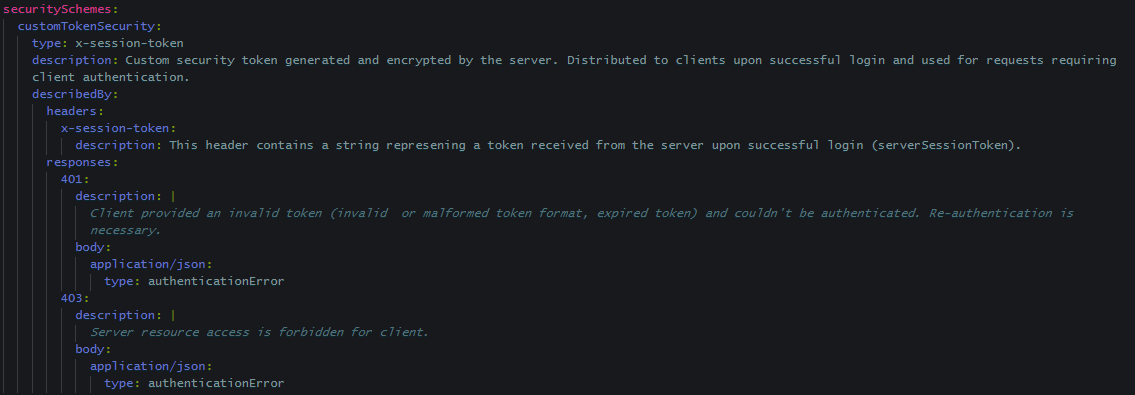 securitySchemes:
customTokenSecurity:
type: x-session-token
description: Custom security token generated and encrypted by the server. Distributed to clients upon successful login and used for requests requiring
client authentication.
describedBy:
headers:
x-session-token:
description: This header contains a string represening a token received from the server upon successful login (serverSessionToken).
responses:
401:
description: |
Client provided an invalid token (invalid  or malformed token format, expired token) and couldn't be authenticated. Re-authentication is
necessary.
body:
application/json:
type: authenticationError
403:
description: |
Server resource access is forbidden for client.
body:
application/json:
type: authenticationError